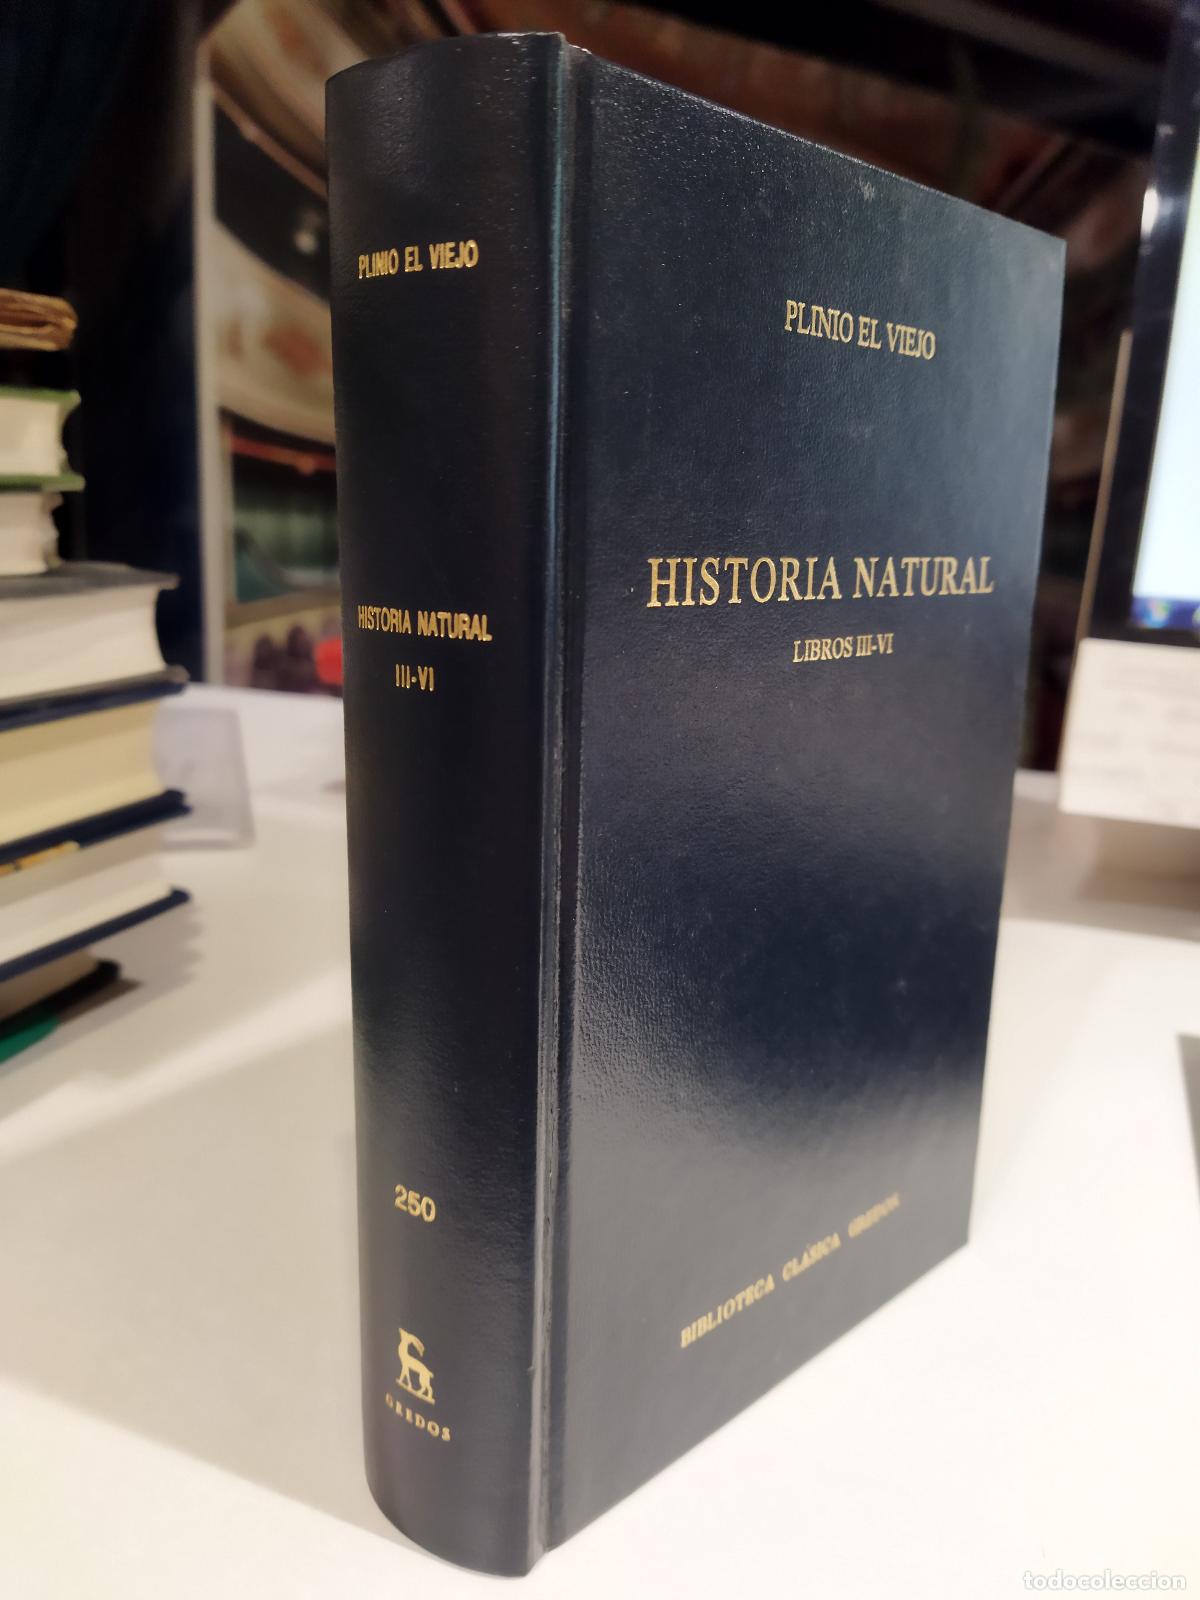 PLINIO EL VIEJO
HISTORIA NATURAL
III-VI
250
GREDOS
PLINIO EL VIEJO
HISTORIA NATURAL
LIBROS III-VI
BIBLIOTECA CLÁSICA GREDOS
todocoleccion